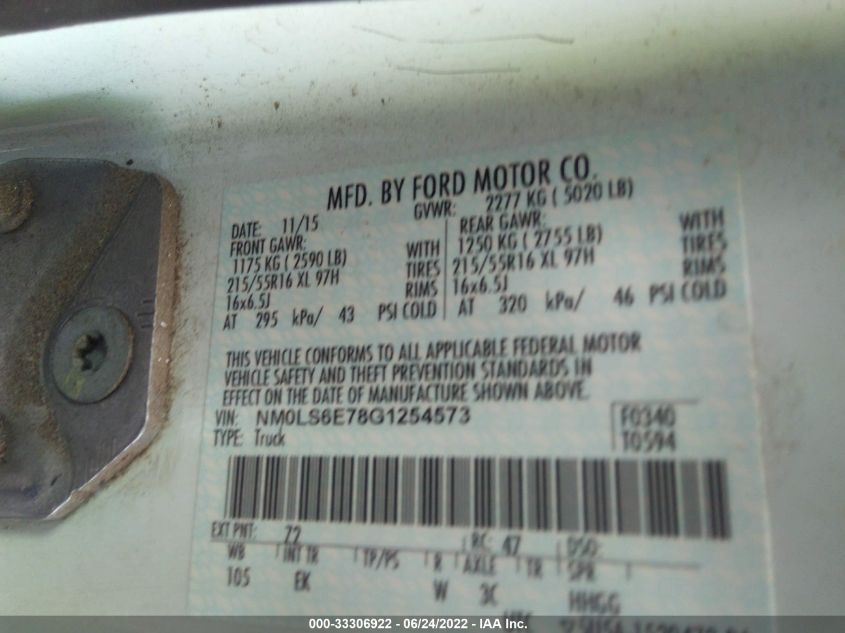 MFD. BY FORD MOTOR CO.
DATE: 11/15 GVWR: 2277 KG ( 5020 LB)
FRONT GAWR: REAR GAWR:
1175 KG ( 2590 LB) WITH 1250 KG ( 2755 LB) WITH
215/55R16 XL 97H TIRES 215/55R16 XL 97H TIRES
16x6.5J RIMS 16x6.5J RIMS
AT 295 kPa/ 43 PSI COLD AT 320 kPa/ 46 PSI COLD
THIS VEHICLE CONFORMS TO ALL APPLICABLE FEDERAL MOTOR
VEHICLE SAFETY AND THEFT PREVENTION STANDARDS IN
EFFECT ON THE DATE OF MANUFACTURE SHOWN ABOVE.
VIN: NM0LS6E78G1254573 F0340
TYPE: Truck T0594
EXT PNT: Z2 RC: 47 DSO:
WB INT TR TP/PS R AXLE TR SPR
105 EK W 3C HHGG
000-33306922 - 06/24/2022 - IAA Inc.